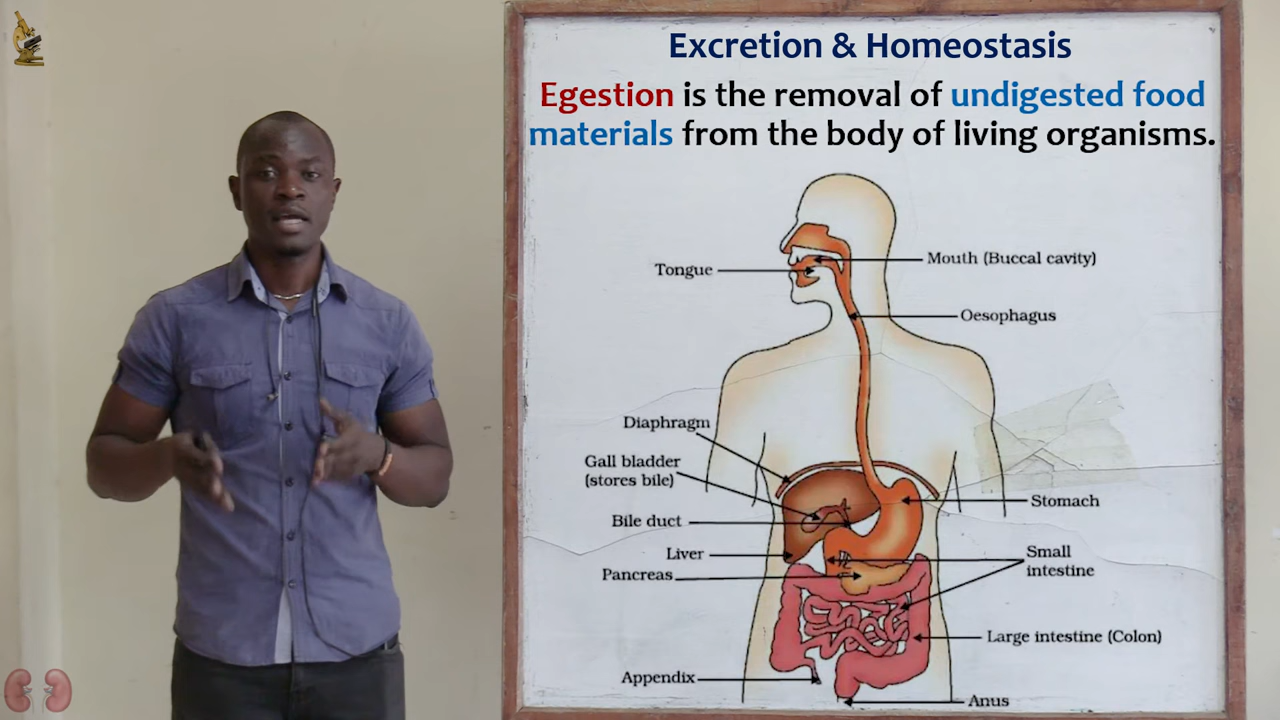 Excretion & Homeostasis
Egestion is the removal of undigested food
materials from the body of living organisms.
Mouth (Buccal cavity)
Tongue
Oesophagus
Diaphragm
Gall bladder
(stores bile)
Stomach
Bile duct
Liver
Small
intestine
Pancreas
Large intestine (Colon)
Appendix
Anus